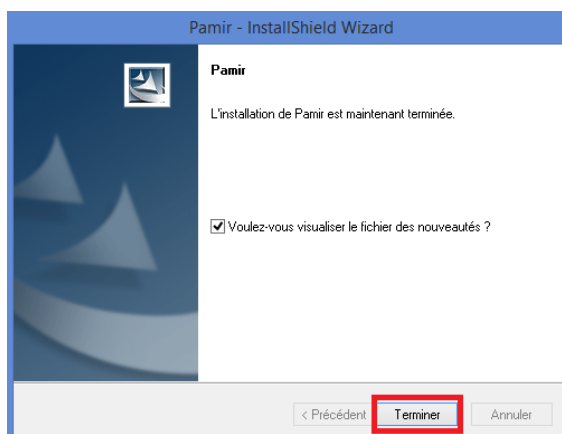 Pamir - InstallShield Wizard
Pamir
L'installation de Pamir est maintenant terminée.
Voulez-vous visualiser le fichier des nouveautés ?
< Précédent Terminer Annuler